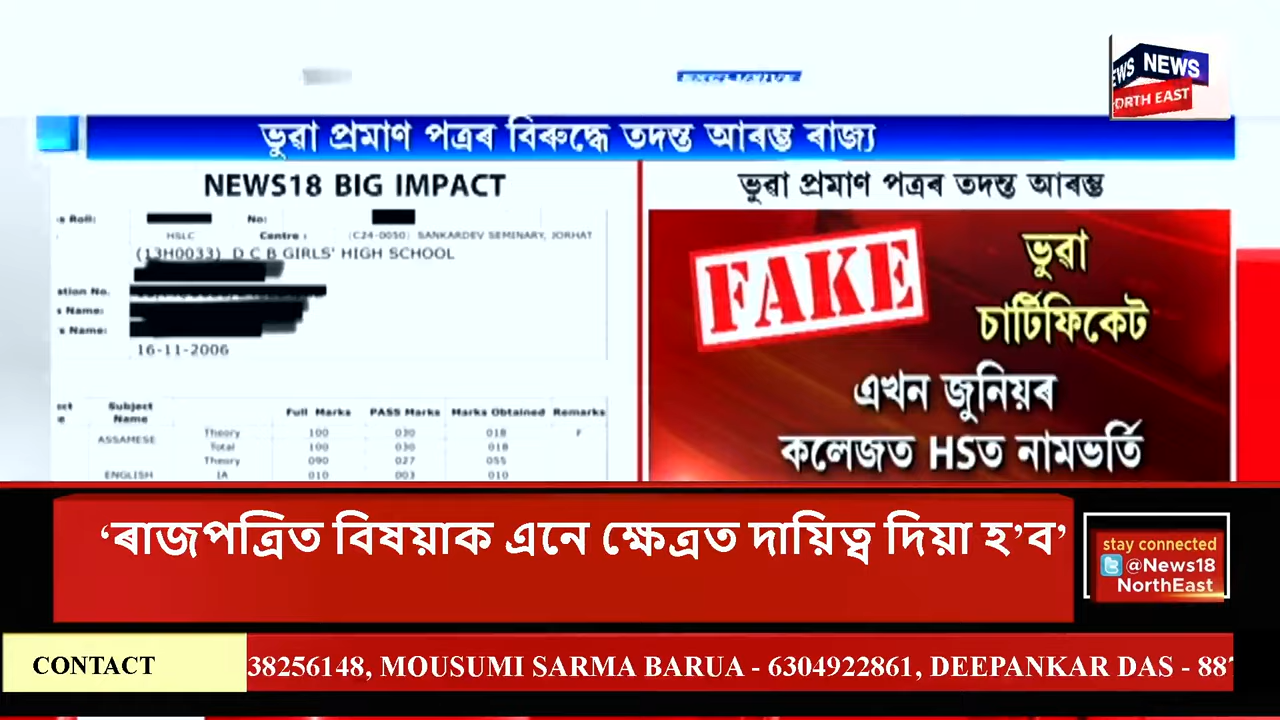 NEWS NEWS
NORTH EAST
ভুৱা প্ৰমাণ পত্ৰৰ বিৰুদ্ধে তদন্ত আৰম্ভ ৰাজ্য
NEWS18 BIG IMPACT
s Roll: No:
HSLC Centre : (C24-0050) SANKARDEV SEMINARY, JORHAT
(13H0033) D C B GIRLS' HIGH SCHOOL
ation No.
s Name:
's Name:
16-11-2006
Subject Name Full Marks PASS Marks Marks Obtained Remarks
ASSAMESE Theory 100 030 018 F
Total 100 030 018
Theory 090 027 055
ENGLISH IA 010 003 010
ভুৱা প্ৰমাণ পত্ৰৰ তদন্ত আৰম্ভ
FAKE
ভুৱা
চাৰ্টিফিকেট
এখন জুনিয়ৰ
কলেজত HSত নামভৰ্তি
‘ৰাজপত্ৰিত বিষয়াক এনে ক্ষেত্ৰত দায়িত্ব দিয়া হ’ব’
stay connected
@News18
NorthEast
CONTACT 38256148, MOUSUMI SARMA BARUA - 6304922861, DEEPANKAR DAS - 887